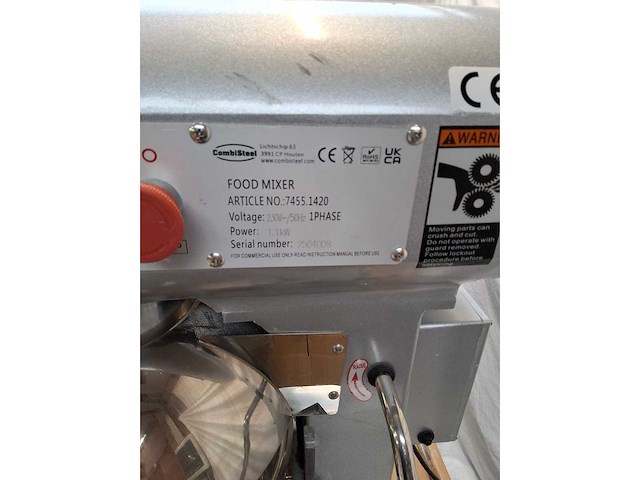 CE
O
CombiSteel
Lichtschip 63
3991 CP Houten
www.combisteel.com
CE
RoHS
UK
CA
FOOD MIXER
ARTICLE NO.:7455.1420
Voltage: 230V~/50Hz 1PHASE
Power: 1.1kW
Serial number:
FOR COMMERCIAL USE ONLY.READ INSTRUCTION MANUAL BEFORE USE
WARNING
Moving parts can
crush and cut.
Do not operate with
guard removed.
Follow lockout
procedure before